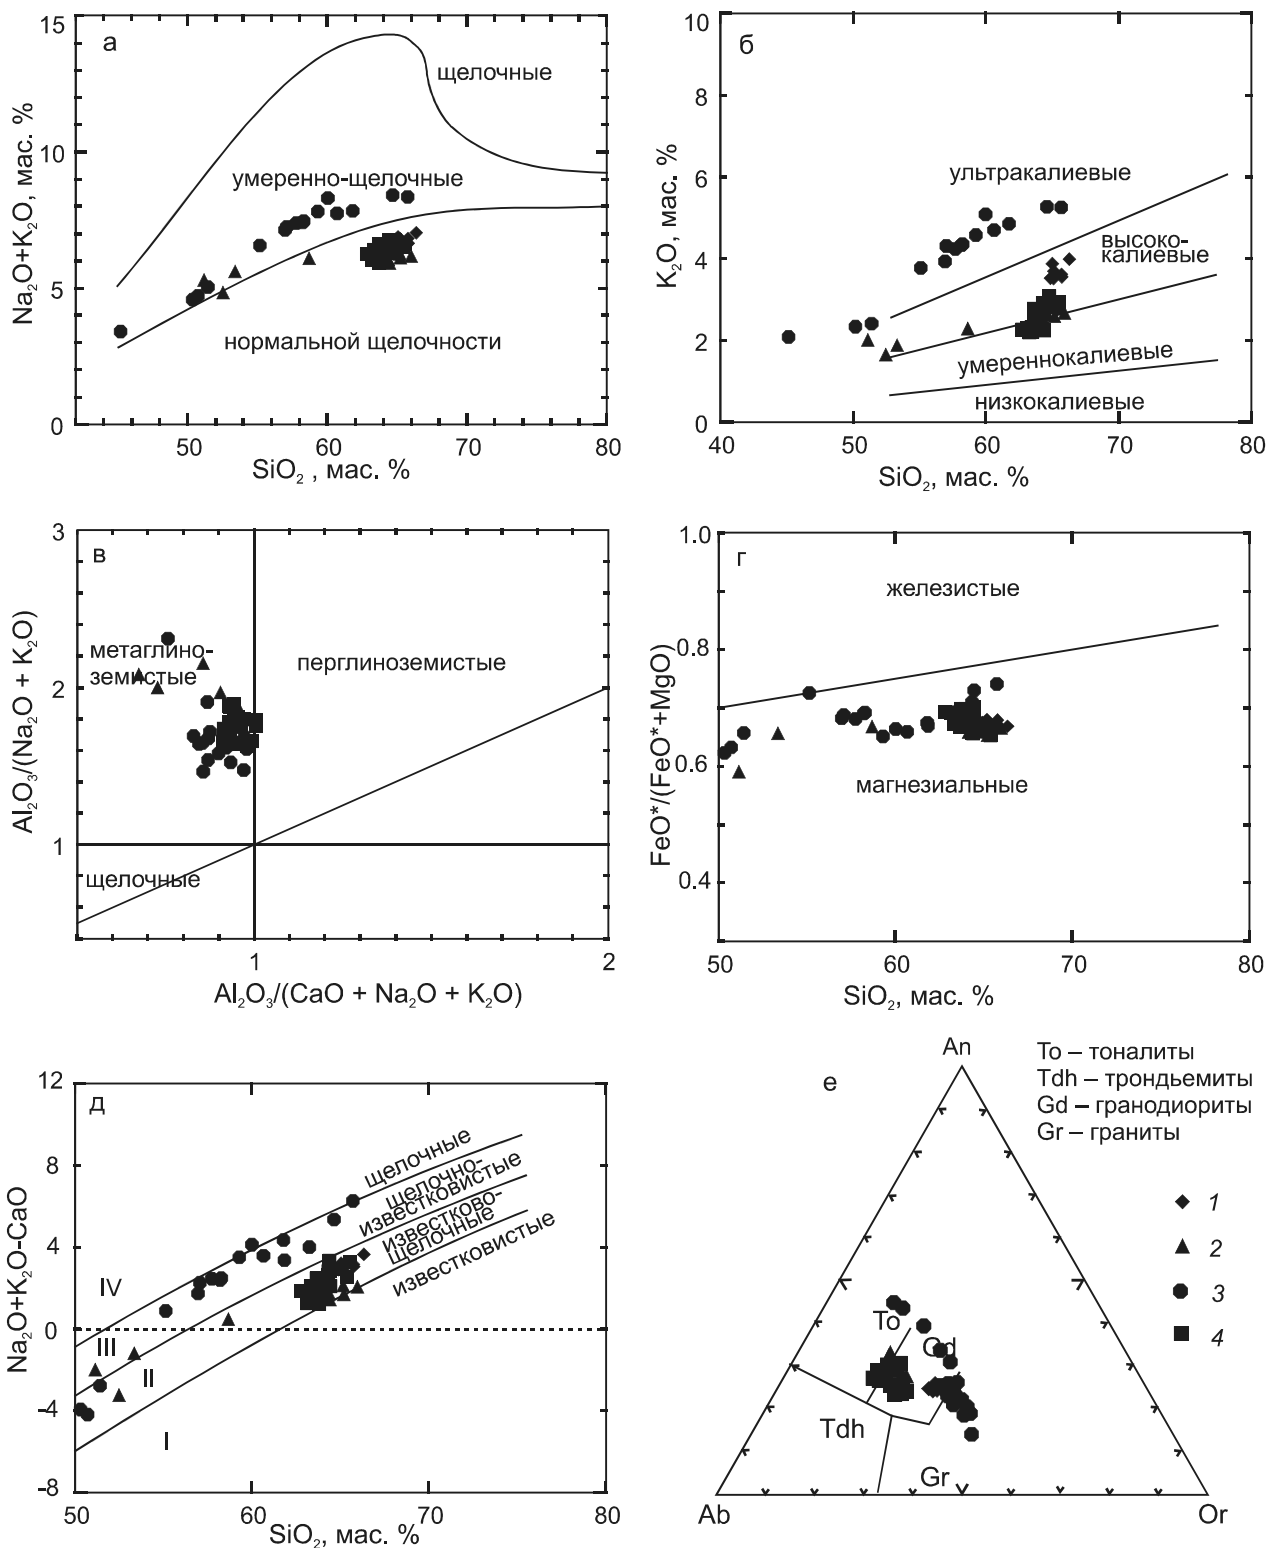 а
15
10
5
0
Na₂O+K₂O, мас. %
щелочные
умеренно-щелочные
нормальной щелочности
50
60
70
80
SiO₂ , мас. %
б
10
8
6
4
2
0
K₂O, мас. %
ультракалиевые
высоко-
калиевые
умереннокалиевые
низкокалиевые
40
50
60
70
80
SiO₂, мас. %
в
3
2
1
Al₂O₃/(Na₂O + K₂O)
метаглино-
земистые
перглиноземистые
щелочные
1
2
Al₂O₃/(CaO + Na₂O + K₂O)
г
1.0
0.8
0.6
0.4
FeO*/(FeO*+MgO)
железистые
магнезиальные
50
60
70
80
SiO₂, мас. %
д
12
8
4
0
-4
-8
Na₂O+K₂O-CaO
щелочные
щелочно-
известковистые
известково-
щелочные
известковистые
IV
III
II
I
50
60
70
80
SiO₂, мас. %
е
An
To – тоналиты
Tdh – трондьемиты
Gd – гранодиориты
Gr – граниты
1
2
3
4
To
Gd
Tdh
Gr
Ab
Or